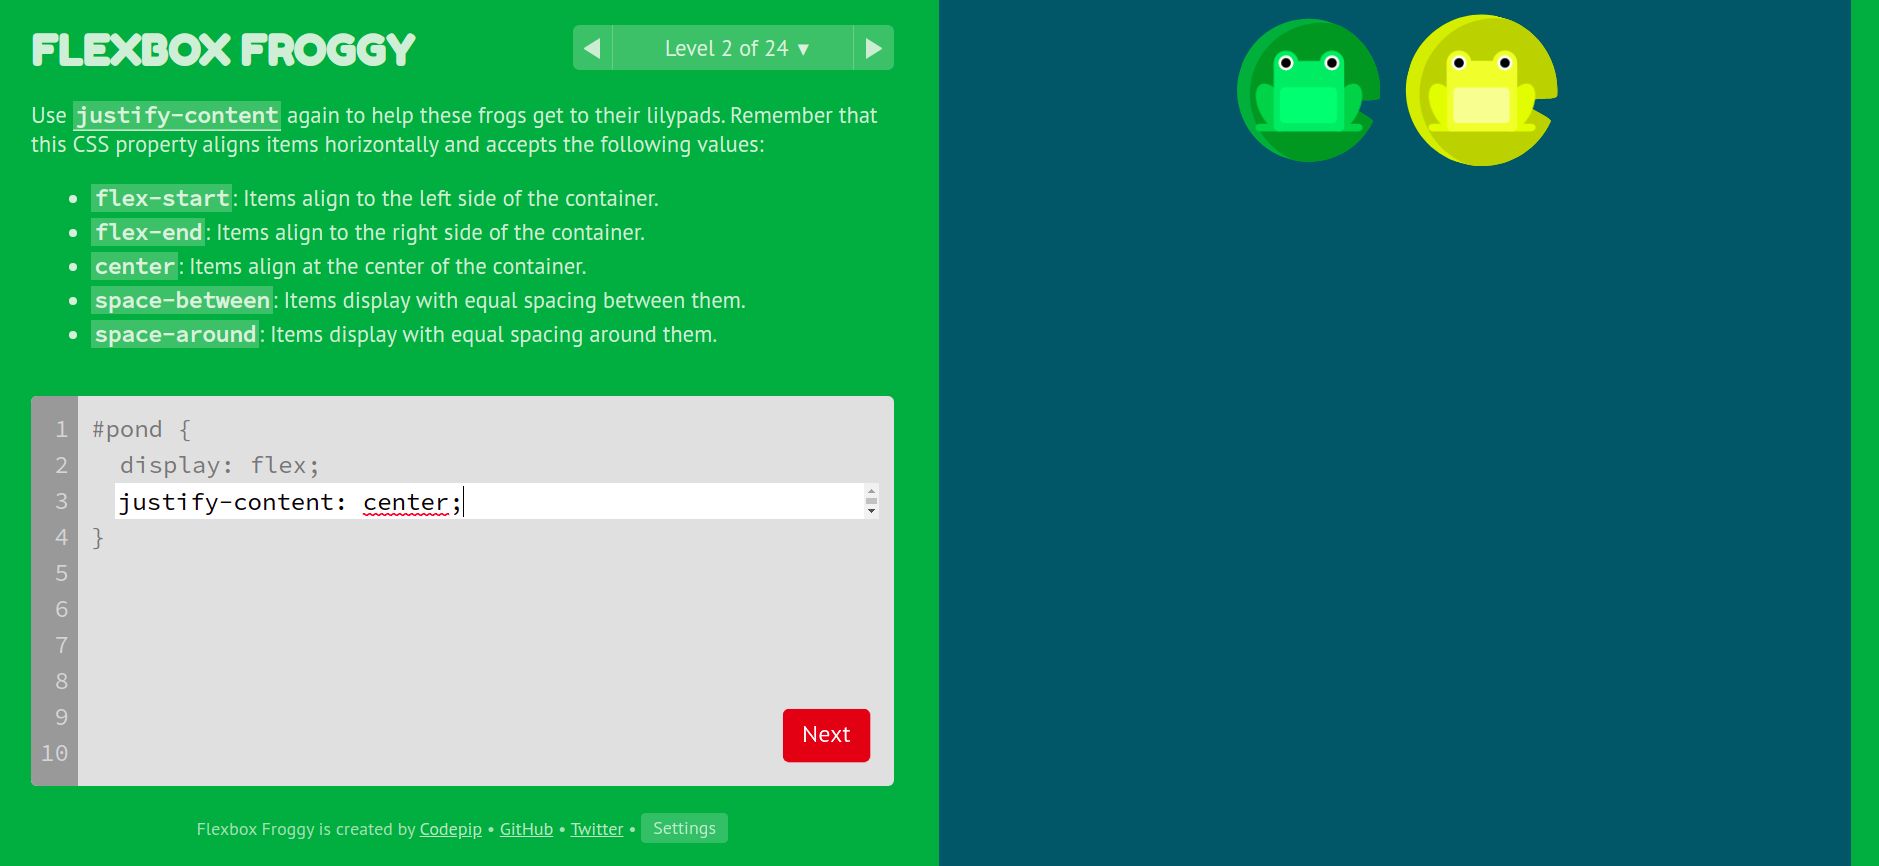 FLEXBOX FROGGY
Level 2 of 24 ▼
Use justify-content again to help these frogs get to their lilypads. Remember that
this CSS property aligns items horizontally and accepts the following values:
• flex-start: Items align to the left side of the container.
• flex-end: Items align to the right side of the container.
• center: Items align at the center of the container.
• space-between: Items display with equal spacing between them.
• space-around: Items display with equal spacing around them.
1 #pond {
2 display: flex;
3 justify-content: center;
4 }
5
6
7
8
9
10
Next
Flexbox Froggy is created by Codepip • GitHub • Twitter • Settings